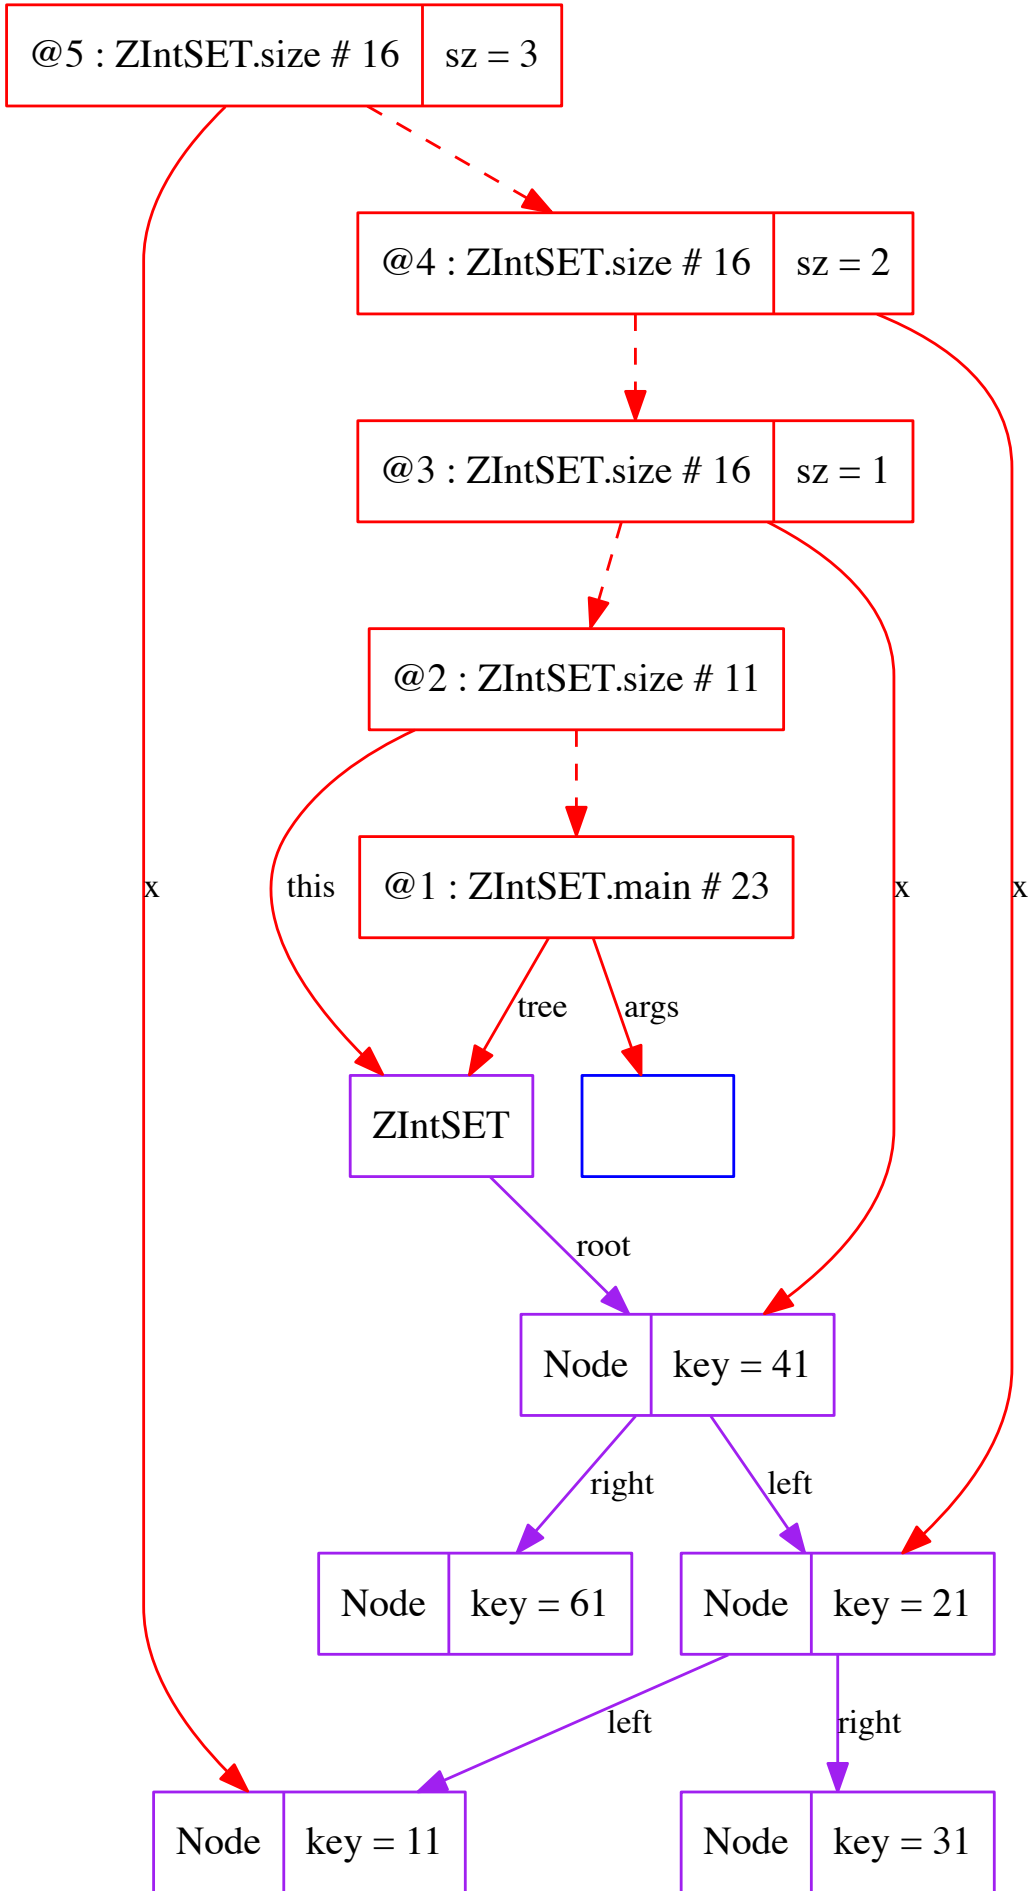 @5 : ZIntSET.size # 16 sz = 3
@4 : ZIntSET.size # 16 sz = 2
@3 : ZIntSET.size # 16 sz = 1
@2 : ZIntSET.size # 11
x
this
@1 : ZIntSET.main # 23
x
x
tree
args
ZIntSET
root
Node key = 41
right
left
Node key = 61
Node key = 21
left
right
Node key = 11
Node key = 31